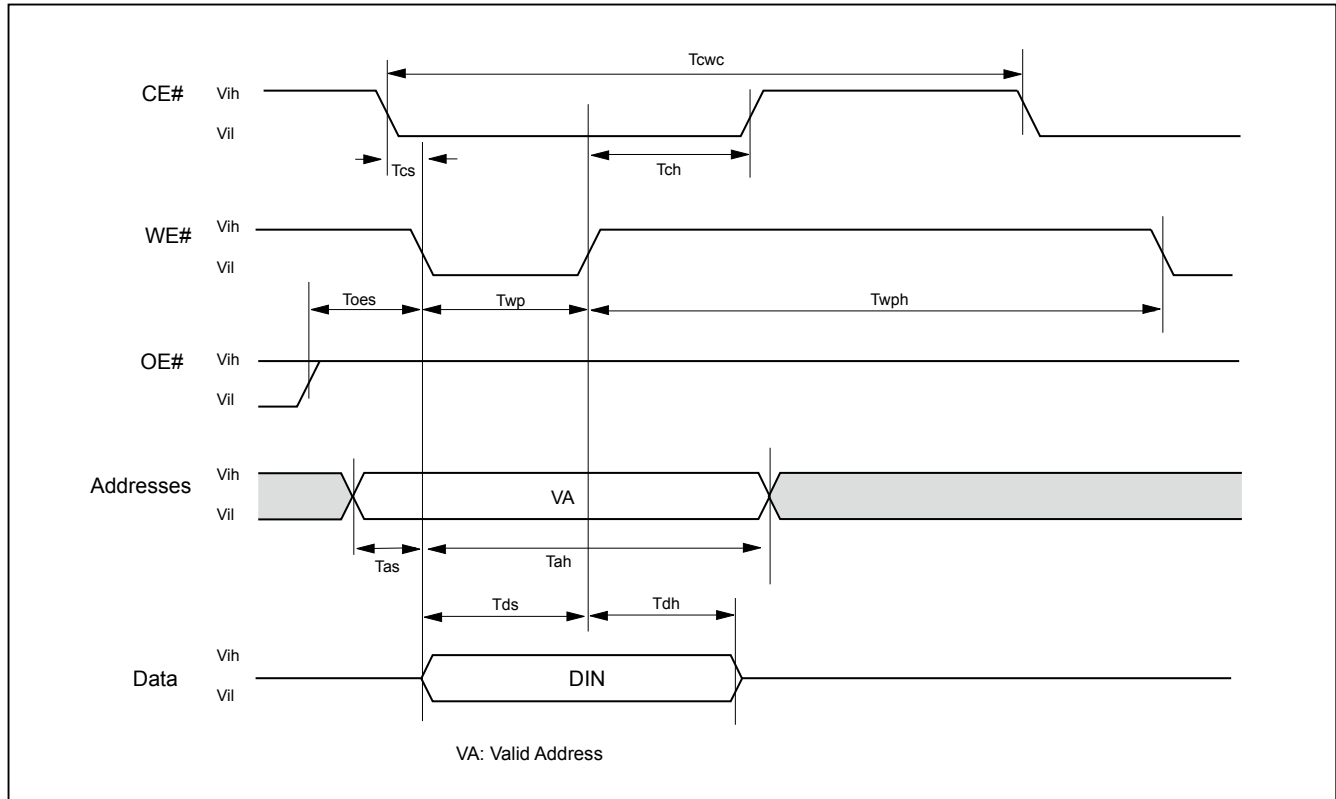 Tcwc
CE#
Vih
Vil
Tcs
Tch
WE#
Vih
Vil
Toes
Twp
Twph
OE#
Vih
Vil
Addresses
Vih
Vil
VA
Tas
Tah
Tds
Tdh
Data
Vih
Vil
DIN
VA: Valid Address